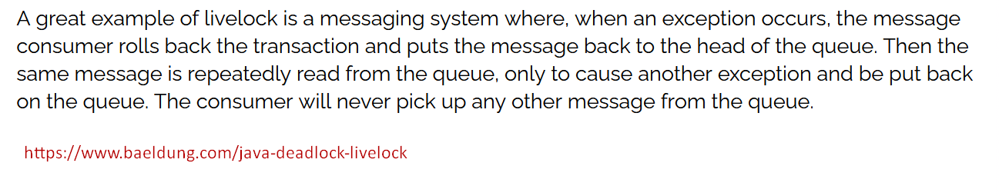 A great example of livelock is a messaging system where, when an exception occurs, the message
consumer rolls back the transaction and puts the message back to the head of the queue. Then the
same message is repeatedly read from the queue, only to cause another exception and be put back
on the queue. The consumer will never pick up any other message from the queue.
https://www.baeldung.com/java-deadlock-livelock